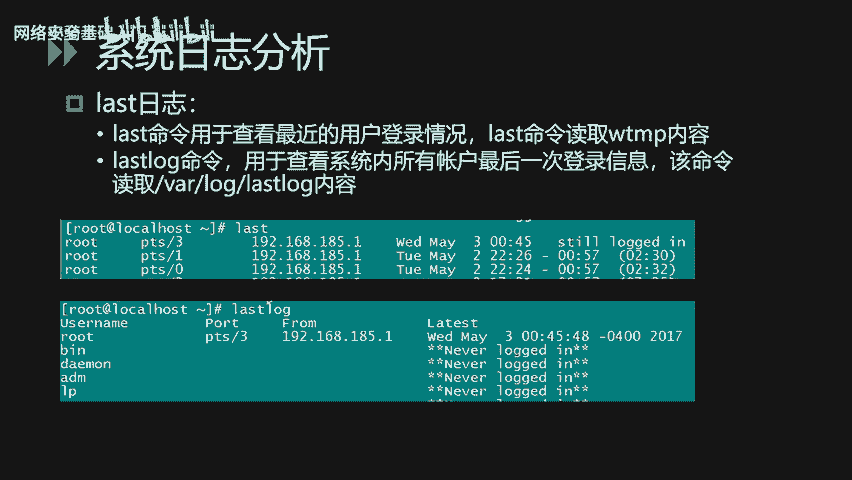 网络安全基础入门
系统日志分析
last日志：
• last命令用于查看最近的用户登录情况，last命令读取wtmp内容
• lastlog命令，用于查看系统内所有帐户最后一次登录信息，该命令
读取/var/log/lastlog内容
[root@localhost ~]# last
root pts/3 192.168.185.1 Wed May 3 00:45 still logged in
root pts/1 192.168.185.1 Tue May 2 22:26 - 00:57 (02:30)
root pts/0 192.168.185.1 Tue May 2 22:24 - 00:57 (02:32)
[root@localhost ~]# lastlog
Username Port From Latest
root pts/3 192.168.185.1 Wed May 3 00:45:48 -0400 2017
bin **Never logged in**
daemon **Never logged in**
adm **Never logged in**
lp **Never logged in**